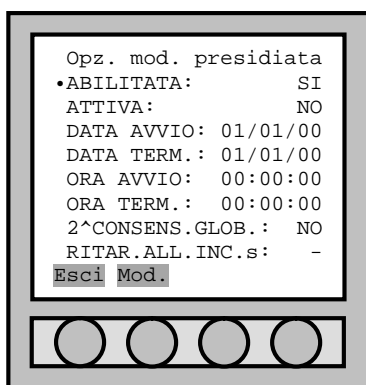 Opz. mod. presidiata
•ABILITATA: SI
ATTIVA: NO
DATA AVVIO: 01/01/00
DATA TERM.: 01/01/00
ORA AVVIO: 00:00:00
ORA TERM.: 00:00:00
2^CONSENS.GLOB.: NO
RITAR.ALL.INC.s: -
Esci Mod.